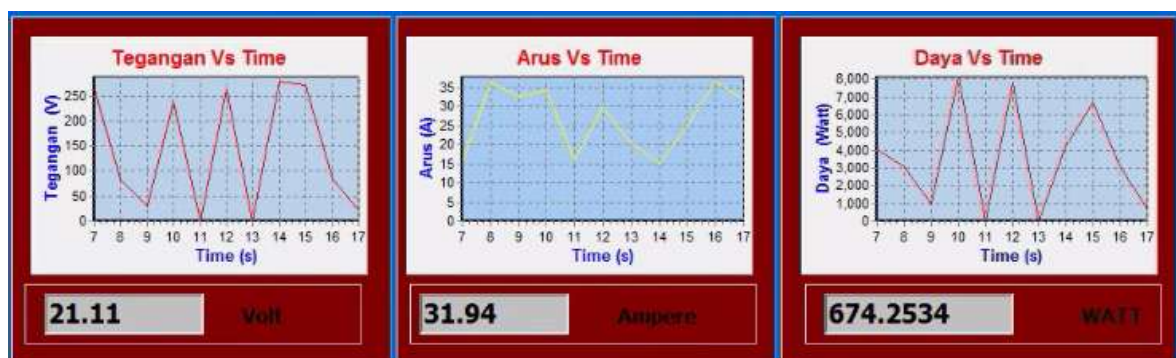 Tegangan Vs Time
Tegangan (V)
250
200
150
100
50
0
7 8 9 10 11 12 13 14 15 16 17
Time (s)
21.11 Volt
Arus Vs Time
Arus (A)
35
30
25
20
15
10
5
0
7 8 9 10 11 12 13 14 15 16 17
Time (s)
31.94 Ampere
Daya Vs Time
Daya (Watt)
8,000
7,000
6,000
5,000
4,000
3,000
2,000
1,000
0
7 8 9 10 11 12 13 14 15 16 17
Time (s)
674.2534 WATT